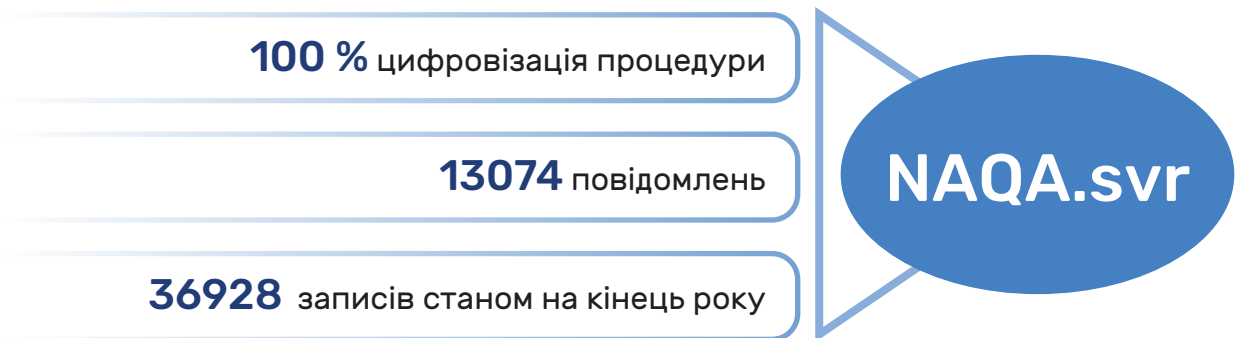 100 % цифровізація процедури
13074 повідомлень
36928 записів станом на кінець року
NAQA.svr